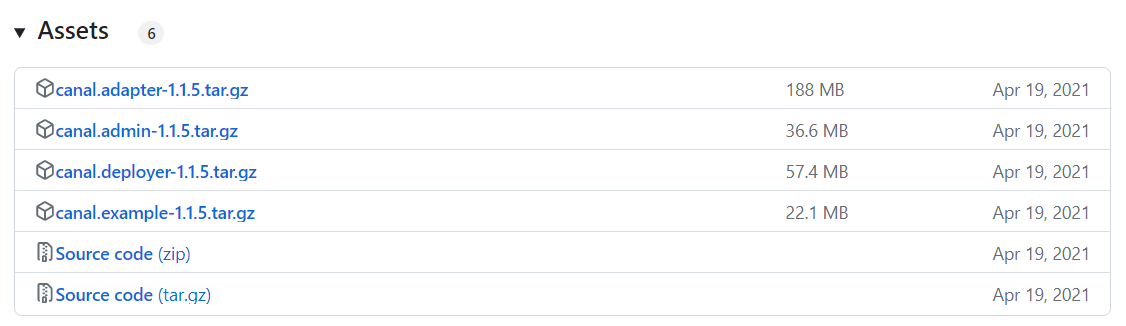 Assets 6
canal.adapter-1.1.5.tar.gz 188 MB Apr 19, 2021
canal.admin-1.1.5.tar.gz 36.6 MB Apr 19, 2021
canal.deployer-1.1.5.tar.gz 57.4 MB Apr 19, 2021
canal.example-1.1.5.tar.gz 22.1 MB Apr 19, 2021
Source code (zip) Apr 19, 2021
Source code (tar.gz) Apr 19, 2021